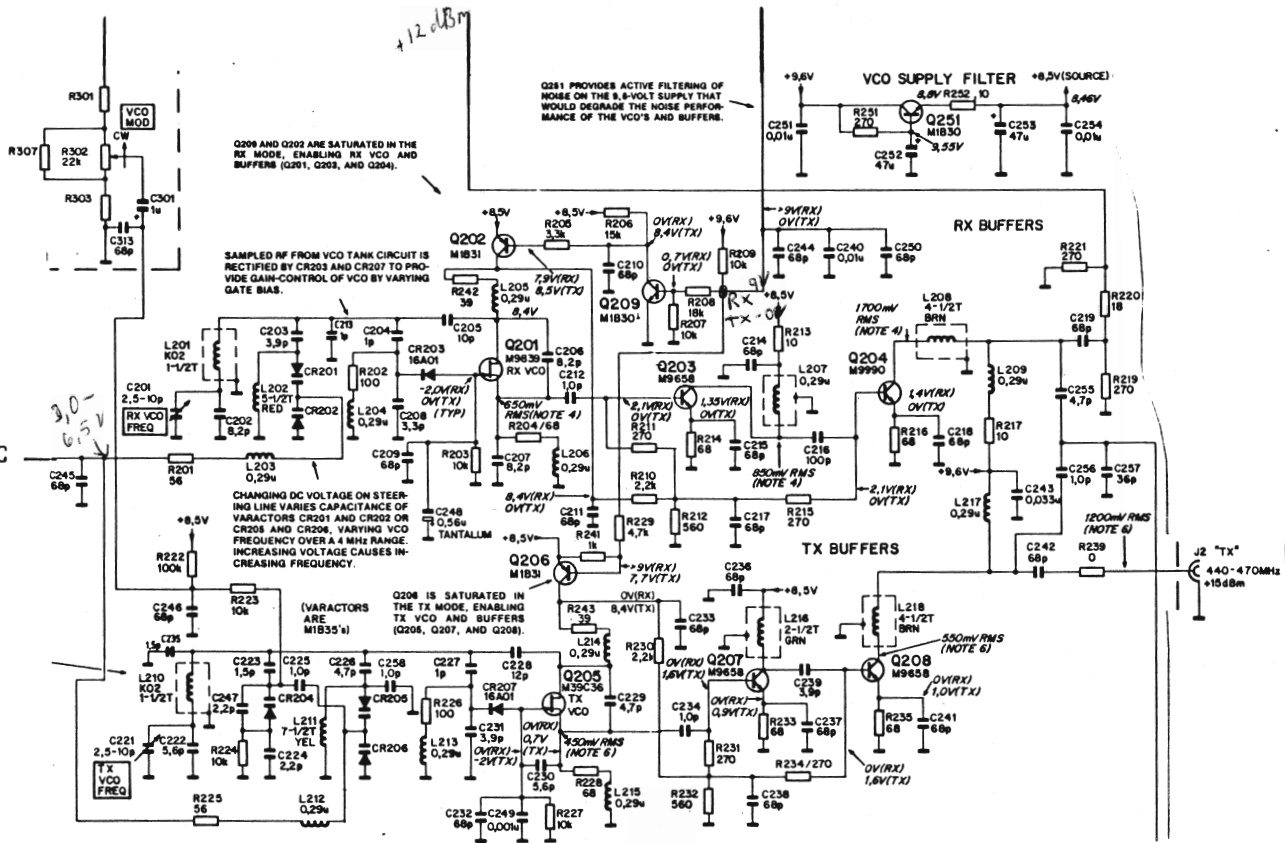 +12 dBm
Q251 PROVIDES ACTIVE FILTERING OF
NOISE ON THE 9,6-VOLT SUPPLY THAT
WOULD DEGRADE THE NOISE PERFOR-
MANCE OF THE VCO'S AND BUFFERS.
+9,6V
VCO SUPPLY FILTER
+8,5V(SOURCE)
8,8V
R252 10
8,46V
R251
270
Q251
M1B30
C251
0,01u
9,55V
C252
47u
C253
47u
C254
0,01u
R301
VCO
MOD
CW
R307
R302
22k
R303
C301
1u
C313
68p
Q209 AND Q202 ARE SATURATED IN THE
RX MODE, ENABLING RX VCO AND
BUFFERS (Q201, Q203, AND Q204).
+8,5V
+8,5V
R206
15k
R205
3,3k
Q202
M1B31
0V(RX)
8,4V(TX)
+9,6V
>9V(RX)
0V(TX)
RX BUFFERS
R209
10k
C244
68p
C240
0,01u
C250
68p
R221
270
C210
68p
0,7V(RX)
0V(TX)
7,9V(RX)
8,5V(TX)
Q209
M1B30
R208
18k
R207
10k
RX 9
TX-0
+8,5V
SAMPLED RF FROM VCO TANK CIRCUIT IS
RECTIFIED BY CR203 AND CR207 TO PRO-
VIDE GAIN-CONTROL OF VCO BY VARYING
GATE BIAS.
R242
39
L205
0,29u
8,4V
R213
10
1700mV
RMS
(NOTE 4)
L208
4-1/2T
BRN
R220
18
C219
68p
L201
K02
1-1/2T
C203
3,9p
C213
1p
C204
1p
C205
10p
Q201
M9839
RX VCO
C206
8,2p
C214
68p
Q203
M9658
L207
0,29u
Q204
M9990
L209
0,29u
R219
270
C255
4,7p
CR201
CR203
16A01
R202
100
C212
1,0p
C201
2,5-10p
RX VCO
FREQ
L202
5-1/2T
RED
CR202
C202
8,2p
L204
0,29u
C208
3,3p
-2,0V(RX)
0V(TX)
(TYP)
650mV
RMS(NOTE 4)
2,1V(RX)
0V(TX)
1,35V(RX)
0V(TX)
1,4V(RX)
0V(TX)
R211
270
R214
68
C215
68p
C216
100p
R216
68
C218
68p
R217
10
3,0-
6,5V
C
C245
68p
R201
56
L203
0,29u
C209
68p
R203
10k
R204/68
C207
8,2p
L206
0,29u
R210
2,2k
850mV RMS
(NOTE 4)
+9,6V
C256
1,0p
C257
36p
CHANGING DC VOLTAGE ON STEER-
ING LINE VARIES CAPACITANCE OF
VARACTORS CR201 AND CR202 OR
CR205 AND CR206, VARYING VCO
FREQUENCY OVER A 4 MHz RANGE.
INCREASING VOLTAGE CAUSES IN-
CREASING FREQUENCY.
C248
0,56u
TANTALUM
8,4V(RX)
0V(TX)
C211
68p
R229
4,7k
R212
560
C217
68p
R215
270
2,1V(RX)
0V(TX)
L217
0,29u
C243
0,033u
1200mV RMS
(NOTE 6)
+8,5V
R222
100k
+8,5V
R241
1k
Q206
M1B31
>9V(RX)
7,7V(TX)
TX BUFFERS
C242
68p
R239
0
J2 "TX"
440-470MHz
+15dBm
C246
68p
R223
10k
(VARACTORS
ARE
M1B35's)
Q206 IS SATURATED IN
THE TX MODE, ENABLING
TX VCO AND BUFFERS
(Q205, Q207, AND Q208).
0V(RX)
8,4V(TX)
R243
39
L214
0,29u
C233
68p
C236
68p
+8,5V
L216
2-1/2T
GRN
L218
4-1/2T
BRN
550mV RMS
(NOTE 6)
1,5p
C235
L210
K02
1-1/2T
C223
1,5p
C225
1,0p
C226
4,7p
C258
1,0p
C227
1p
C228
12p
R230
2,2k
CR207
16A01
Q205
M39C36
TX
VCO
C229
4,7p
0V(RX)
1,6V(TX)
Q207
M9658
Q208
M9658
C239
3,9p
C247
2,2p
CR204
CR205
R226
100
C234
1,0p
0V(RX)
0,9V(TX)
0V(RX)
1,0V(TX)
C221
2,5-10p
TX
VCO
FREQ
C222
5,6p
R224
10k
C224
2,2p
L211
7-1/2T
YEL
CR206
L213
0,29u
C231
3,9p
0V(RX)
-2V(TX)
0V(RX)
0,7V
(TX)
450mV RMS
(NOTE 6)
R233
68
C237
68p
R235
68
C241
68p
R231
270
C230
5,6p
R228
68
L215
0,29u
R234/270
0V(RX)
1,6V(TX)
R225
56
L212
0,29u
C232
68p
C249
0,001u
R227
10k
R232
560
C238
68p